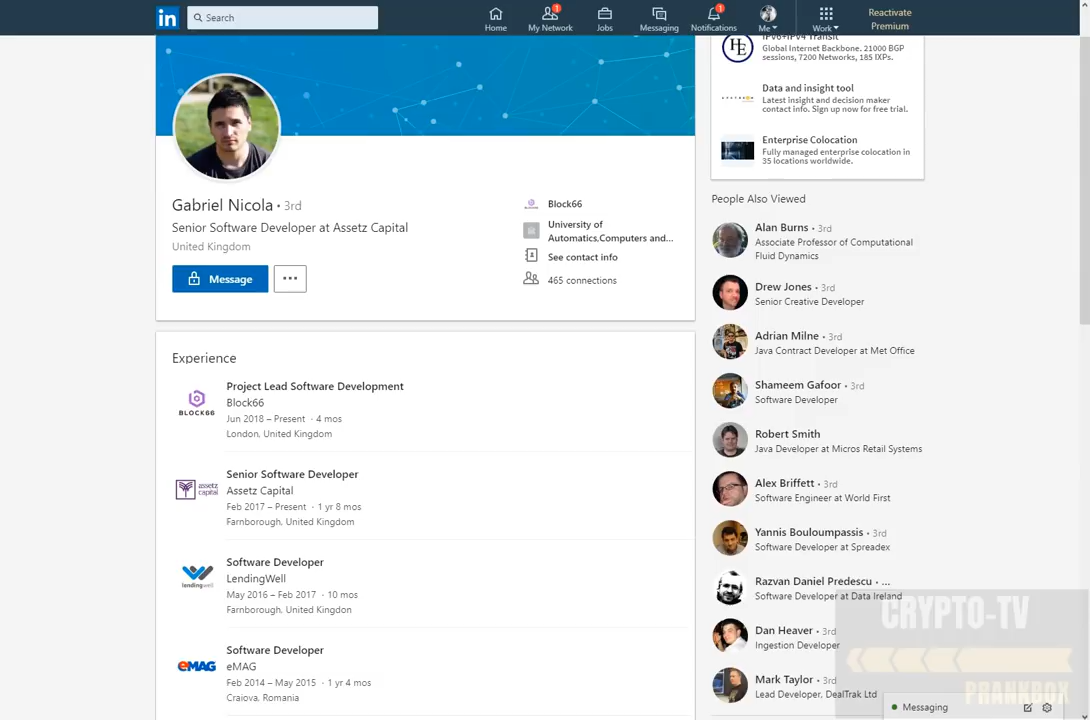 in
Search
Home
1
My Network
Jobs
Messaging
1
Notifications
Me
Work
Reactivate
Premium
Gabriel Nicola • 3rd
Senior Software Developer at Assetz Capital
United Kingdom
Message
...
Block66
University of
Automatics,Computers and...
See contact info
465 connections
Experience
BLOCK66
Project Lead Software Development
Block66
Jun 2018 – Present · 4 mos
London, United Kingdom
assetz
capital
Senior Software Developer
Assetz Capital
Feb 2017 – Present · 1 yr 8 mos
Farnborough, United Kingdom
lendingwell
Software Developer
LendingWell
May 2016 – Feb 2017 · 10 mos
Farnborough, United Kingdon
eMAG
Software Developer
eMAG
Feb 2014 – May 2015 · 1 yr 4 mos
Craiova, Romania
HE
IPv6+IPv4 Transit
Global Internet Backbone. 21000 BGP
sessions, 7200 Networks, 185 IXPs.
Data and insight tool
Latest insight and decision maker
contact info. Sign up now for free trial.
Enterprise Colocation
Fully managed enterprise colocation in
35 locations worldwide.
People Also Viewed
Alan Burns • 3rd
Associate Professor of Computational
Fluid Dynamics
Drew Jones • 3rd
Senior Creative Developer
Adrian Milne • 3rd
Java Contract Developer at Met Office
Shameem Gafoor • 3rd
Software Developer
Robert Smith
Java Developer at Micros Retail Systems
Alex Briffett • 3rd
Software Engineer at World First
Yannis Bouloumpassis • 3rd
Software Developer at Spreadex
Razvan Daniel Predescu • ...
Software Developer at Data Ireland
Dan Heaver • 3rd
Ingestion Developer
Mark Taylor • 3rd
Lead Developer, DealTrak Ltd
CRYPTO-TV
PRANKBOX
Messaging